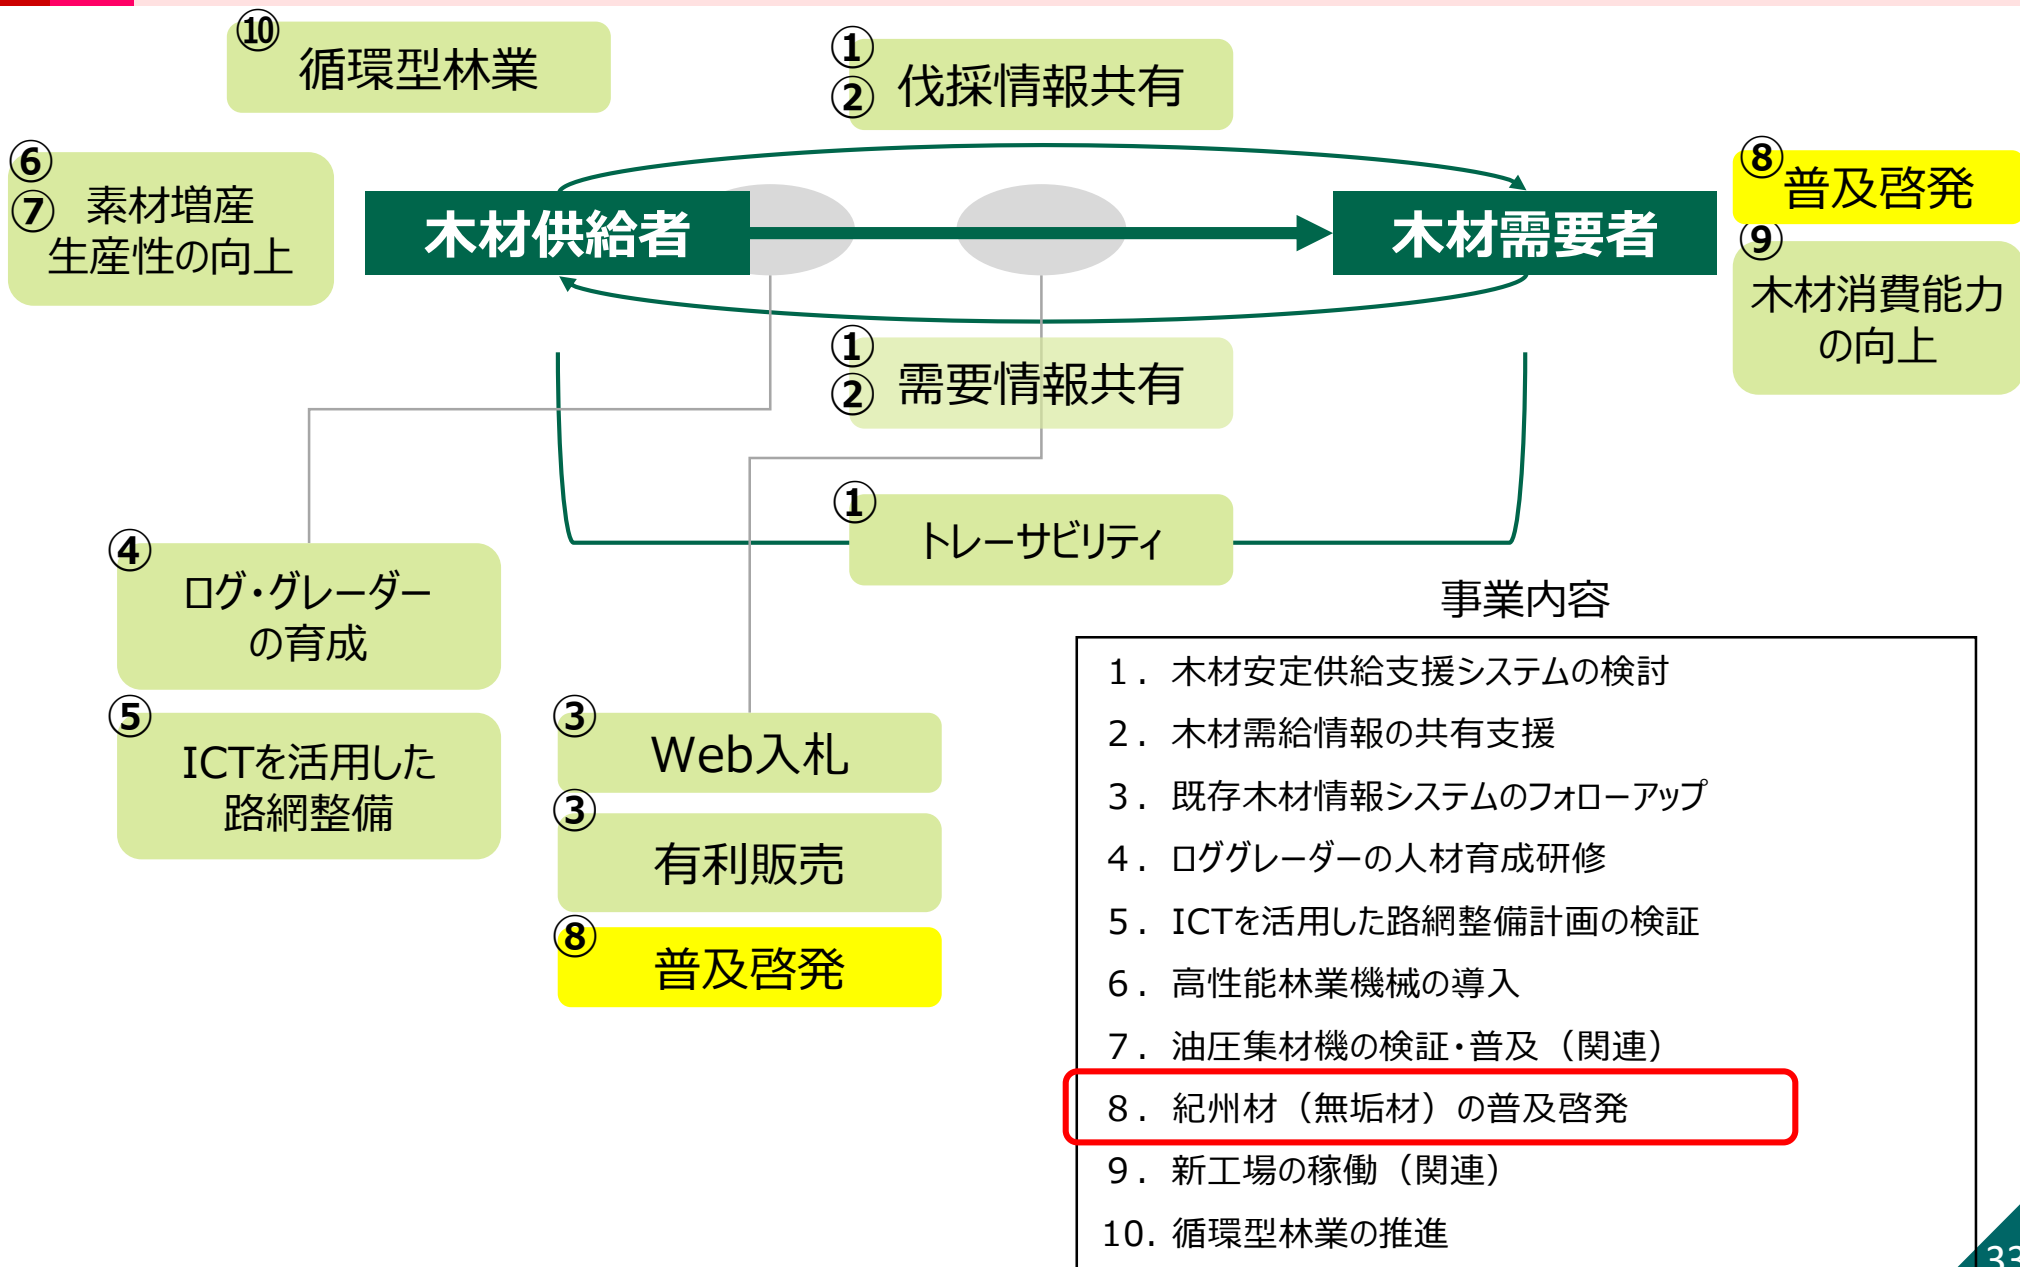 ⑩
循環型林業
①
②
伐採情報共有
⑥
⑦
素材増産
生産性の向上
木材供給者
木材需要者
⑧
普及啓発
⑨
木材消費能力
の向上
①
②
需要情報共有
①
トレーサビリティ
④
ログ・グレーダー
の育成
⑤
ICTを活用した
路網整備
③
Web入札
③
有利販売
⑧
普及啓発
事業内容
１．木材安定供給支援システムの検討
２．木材需給情報の共有支援
３．既存木材情報システムのフォローアップ
４．ロググレーダーの人材育成研修
５．ICTを活用した路網整備計画の検証
６．高性能林業機械の導入
７．油圧集材機の検証・普及（関連）
８．紀州材（無垢材）の普及啓発
９．新工場の稼働（関連）
10．循環型林業の推進
33